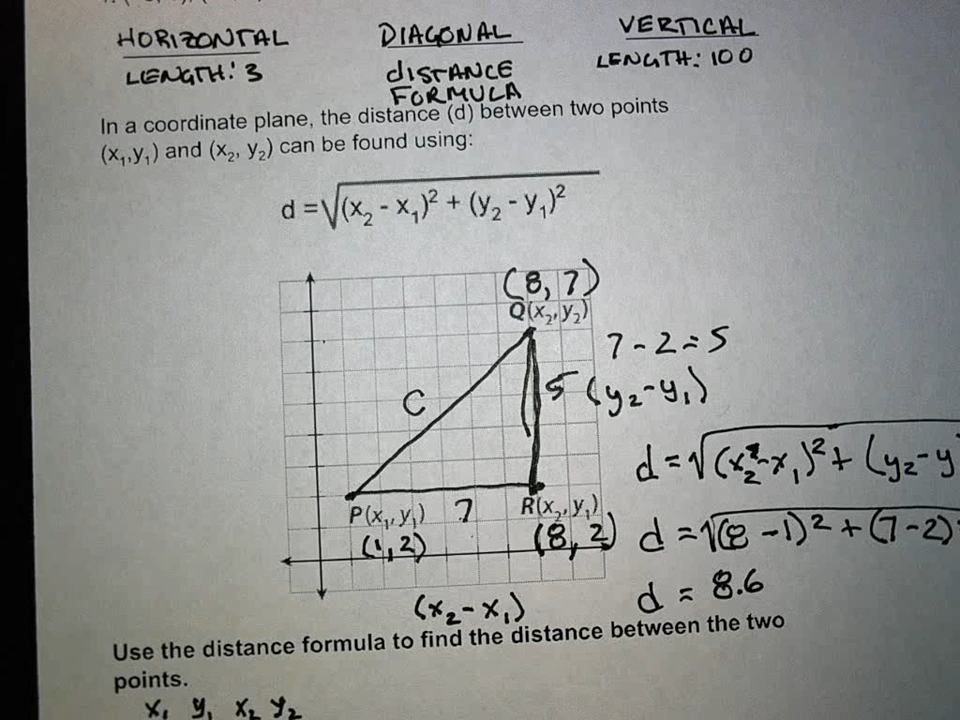 HORIZONTAL DIAGONAL VERTICAL
LENGTH: 3 dISTANCE FORMULA LENGTH: 100
In a coordinate plane, the distance (d) between two points
(x₁,y₁) and (x₂, y₂) can be found using:
d = √(x₂ - x₁)² + (y₂ - y₁)²
(8, 7)
Q(x₂, y₂)
7 - 2 = 5
C
5 (y₂-y₁)
d = √(x₂-x₁)² + (y₂-y
P(x₁, y₁) 7 R(x₂, y₁)
(1, 2) (8, 2)
d = √(8 - 1)² + (7-2)
d = 8.6
(x₂ - x₁)
Use the distance formula to find the distance between the two
points.
x₁ y₁ x₂ y₂